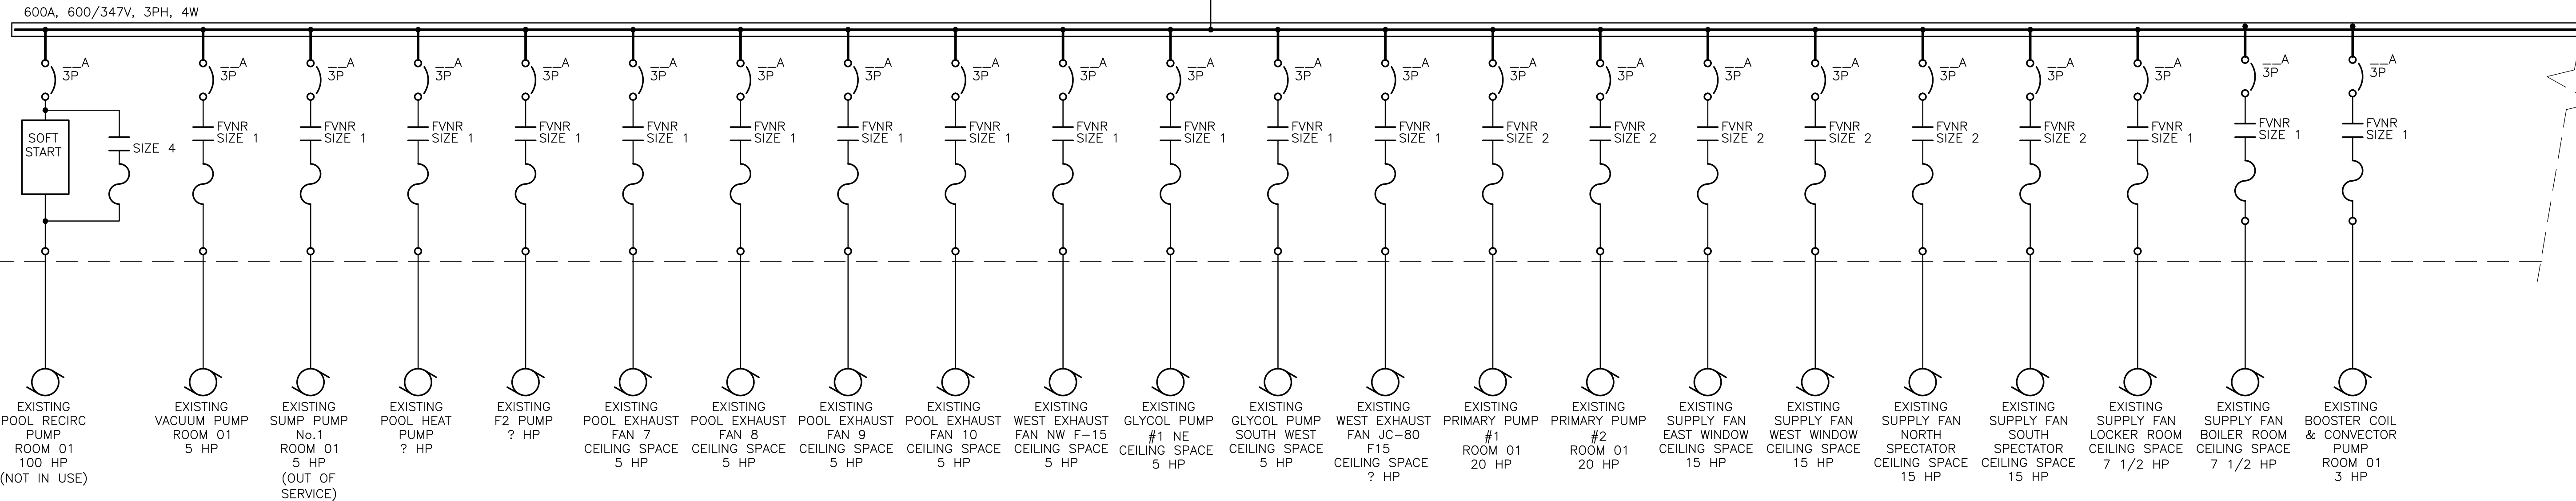 600A, 600/347V, 3PH, 4W
__A
3P
SOFT
START
SIZE 4
__A
3P
FVNR
SIZE 1
__A
3P
FVNR
SIZE 1
__A
3P
FVNR
SIZE 1
__A
3P
FVNR
SIZE 1
__A
3P
FVNR
SIZE 1
__A
3P
FVNR
SIZE 1
__A
3P
FVNR
SIZE 1
__A
3P
FVNR
SIZE 1
__A
3P
FVNR
SIZE 1
__A
3P
FVNR
SIZE 1
__A
3P
FVNR
SIZE 1
__A
3P
FVNR
SIZE 1
__A
3P
FVNR
SIZE 2
__A
3P
FVNR
SIZE 2
__A
3P
FVNR
SIZE 2
__A
3P
FVNR
SIZE 2
__A
3P
FVNR
SIZE 2
__A
3P
FVNR
SIZE 2
__A
3P
FVNR
SIZE 1
__A
3P
FVNR
SIZE 1
__A
3P
FVNR
SIZE 1
EXISTING
POOL RECIRC
PUMP
ROOM 01
100 HP
(NOT IN USE)
EXISTING
VACUUM PUMP
ROOM 01
5 HP
EXISTING
SUMP PUMP
No.1
ROOM 01
5 HP
(OUT OF
SERVICE)
EXISTING
POOL HEAT
PUMP
? HP
EXISTING
F2 PUMP
? HP
EXISTING
POOL EXHAUST
FAN 7
CEILING SPACE
5 HP
EXISTING
POOL EXHAUST
FAN 8
CEILING SPACE
5 HP
EXISTING
POOL EXHAUST
FAN 9
CEILING SPACE
5 HP
EXISTING
POOL EXHAUST
FAN 10
CEILING SPACE
5 HP
EXISTING
WEST EXHAUST
FAN NW F-15
CEILING SPACE
5 HP
EXISTING
GLYCOL PUMP
#1 NE
CEILING SPACE
5 HP
EXISTING
GLYCOL PUMP
SOUTH WEST
CEILING SPACE
5 HP
EXISTING
WEST EXHAUST
FAN JC-80
F15
CEILING SPACE
? HP
EXISTING
PRIMARY PUMP
#1
ROOM 01
20 HP
EXISTING
PRIMARY PUMP
#2
ROOM 01
20 HP
EXISTING
SUPPLY FAN
EAST WINDOW
CEILING SPACE
15 HP
EXISTING
SUPPLY FAN
WEST WINDOW
CEILING SPACE
15 HP
EXISTING
SUPPLY FAN
NORTH
SPECTATOR
CEILING SPACE
15 HP
EXISTING
SUPPLY FAN
SOUTH
SPECTATOR
CEILING SPACE
15 HP
EXISTING
SUPPLY FAN
LOCKER ROOM
CEILING SPACE
7 1/2 HP
EXISTING
SUPPLY FAN
BOILER ROOM
CEILING SPACE
7 1/2 HP
EXISTING
BOOSTER COIL
& CONVECTOR
PUMP
ROOM 01
3 HP